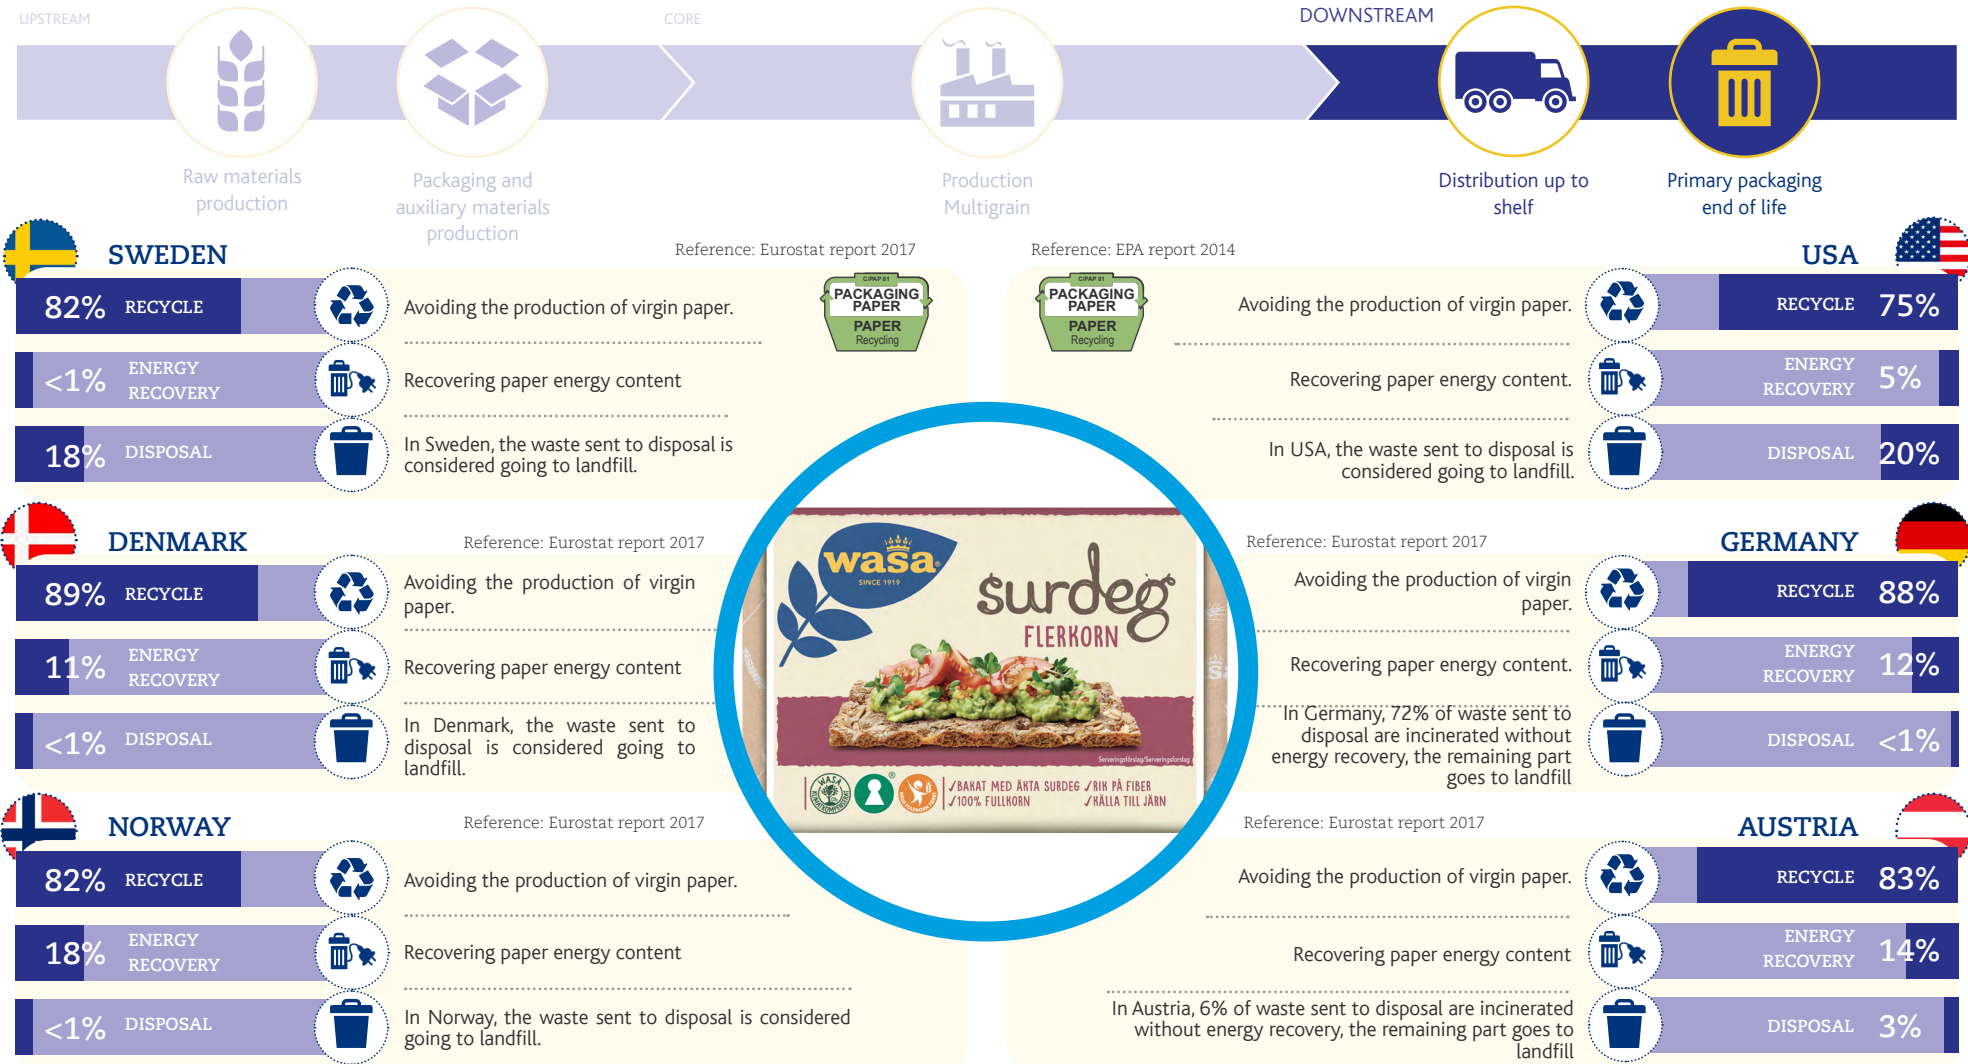 UPSTREAM
CORE
DOWNSTREAM
Raw materials
production
Packaging and
auxiliary materials
production
Production
Multigrain
Distribution up to
shelf
Primary packaging
end of life
SWEDEN
Reference: Eurostat report 2017
82% RECYCLE
Avoiding the production of virgin paper.
C/PAP 81
PACKAGING
PAPER
PAPER
Recycling
<1% ENERGY
RECOVERY
Recovering paper energy content
18% DISPOSAL
In Sweden, the waste sent to disposal is
considered going to landfill.
Reference: EPA report 2014
USA
C/PAP 81
PACKAGING
PAPER
PAPER
Recycling
Avoiding the production of virgin paper.
RECYCLE 75%
Recovering paper energy content.
ENERGY
RECOVERY 5%
In USA, the waste sent to disposal is
considered going to landfill.
DISPOSAL 20%
DENMARK
Reference: Eurostat report 2017
89% RECYCLE
Avoiding the production of virgin
paper.
11% ENERGY
RECOVERY
Recovering paper energy content
<1% DISPOSAL
In Denmark, the waste sent to
disposal is considered going to
landfill.
wasa
SINCE 1919
surdeg
FLERKORN
Serveringsförslag/Serveringsforslag
WASA
✓BAKAT MED ÄKTA SURDEG ✓RIK PÅ FIBER
✓100% FULLKORN ✓KÄLLA TILL JÄRN
Reference: Eurostat report 2017
GERMANY
Avoiding the production of virgin
paper.
RECYCLE 88%
Recovering paper energy content.
ENERGY
RECOVERY 12%
In Germany, 72% of waste sent to
disposal are incinerated without
energy recovery, the remaining part
goes to landfill
DISPOSAL <1%
NORWAY
Reference: Eurostat report 2017
82% RECYCLE
Avoiding the production of virgin paper.
18% ENERGY
RECOVERY
Recovering paper energy content
<1% DISPOSAL
In Norway, the waste sent to disposal is considered
going to landfill.
Reference: Eurostat report 2017
AUSTRIA
Avoiding the production of virgin paper.
RECYCLE 83%
Recovering paper energy content
ENERGY
RECOVERY 14%
In Austria, 6% of waste sent to disposal are incinerated
without energy recovery, the remaining part goes to
landfill
DISPOSAL 3%